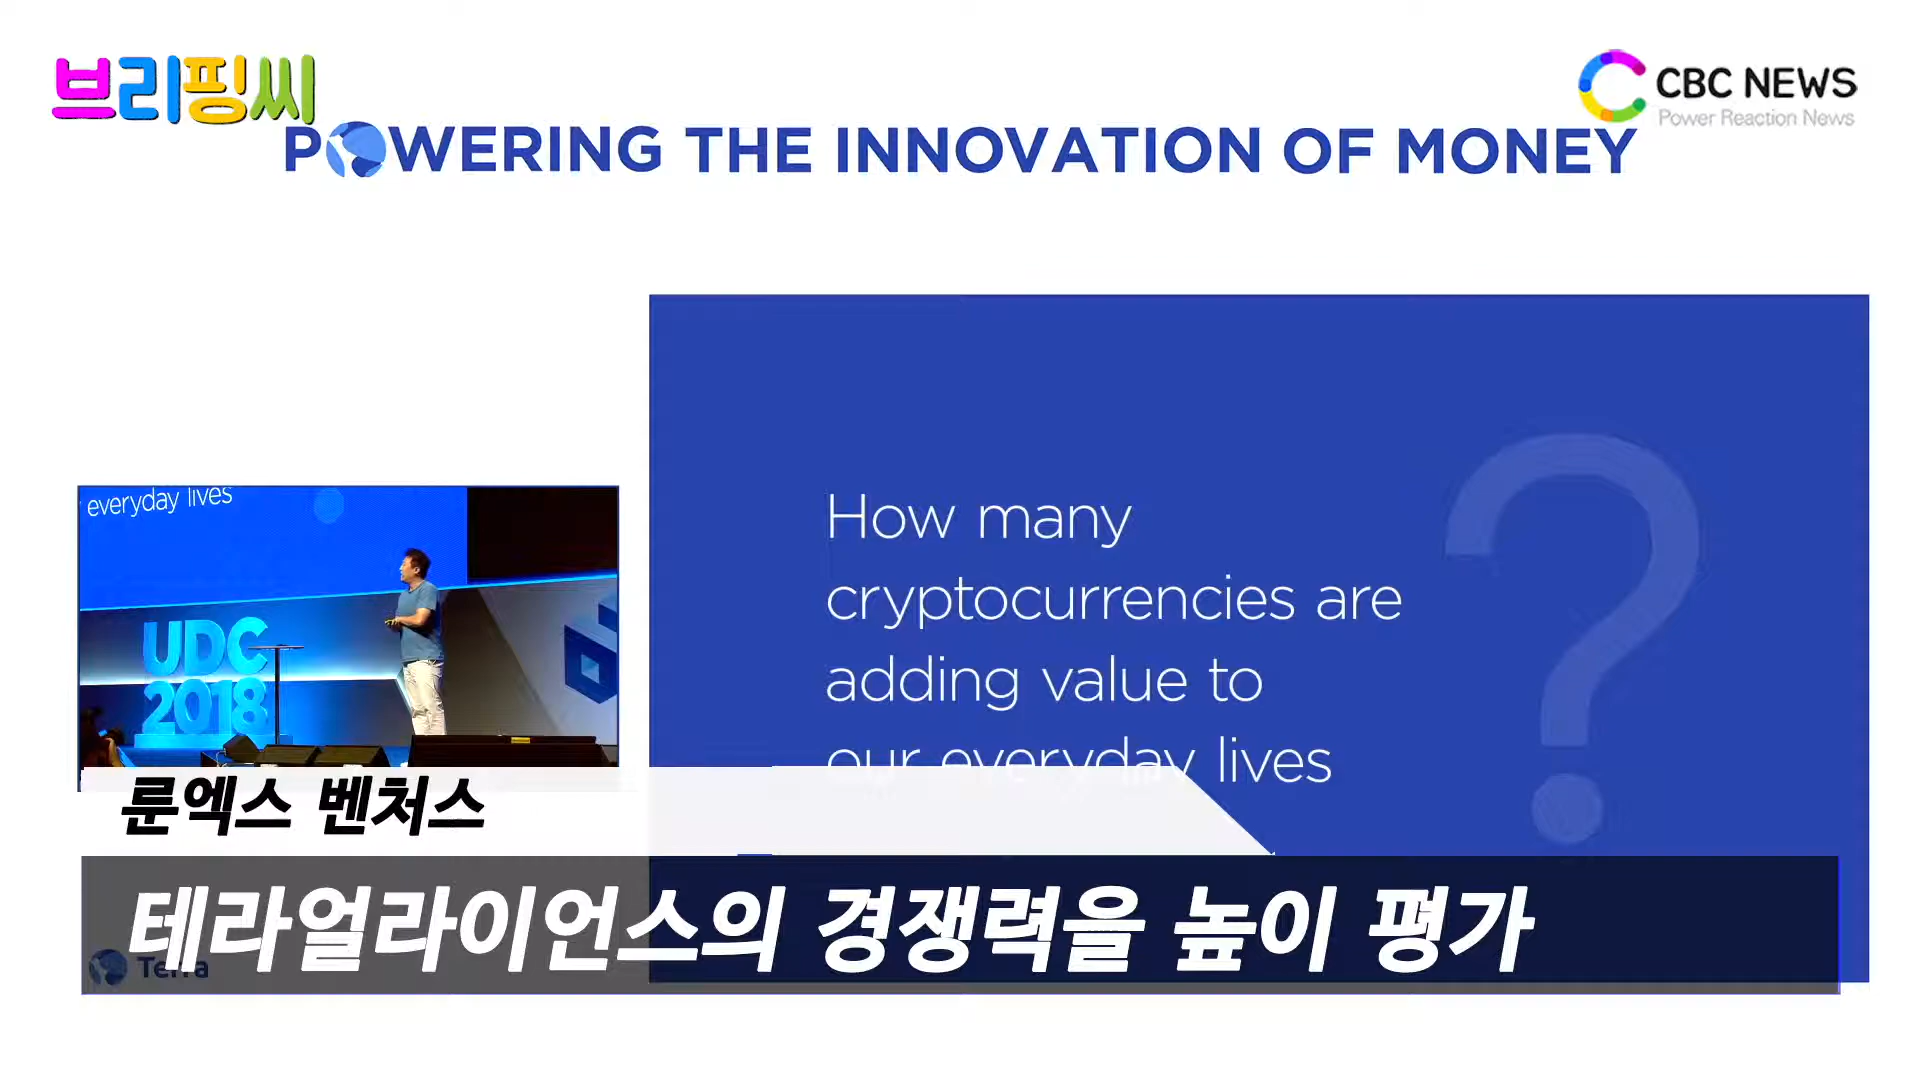 브리핑씨
CBC NEWS
Power Reaction News
POWERING THE INNOVATION OF MONEY
How many
cryptocurrencies are
adding value to
our everyday lives
?
everyday lives
UDC
2018
룬엑스 벤처스
테라얼라이언스의 경쟁력을 높이 평가
Terra